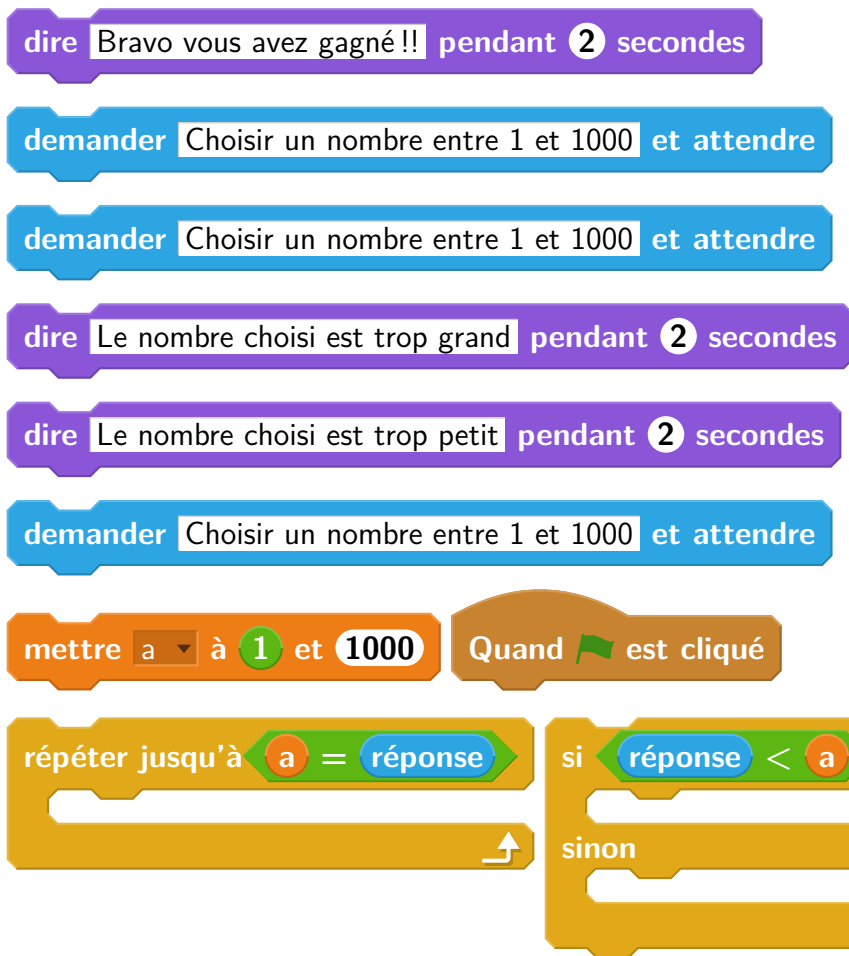 dire Bravo vous avez gagné !! pendant 2 secondes
demander Choisir un nombre entre 1 et 1000 et attendre
demander Choisir un nombre entre 1 et 1000 et attendre
dire Le nombre choisi est trop grand pendant 2 secondes
dire Le nombre choisi est trop petit pendant 2 secondes
demander Choisir un nombre entre 1 et 1000 et attendre
mettre a à 1 et 1000
Quand est cliqué
répéter jusqu'à a = réponse
si réponse < a
sinon